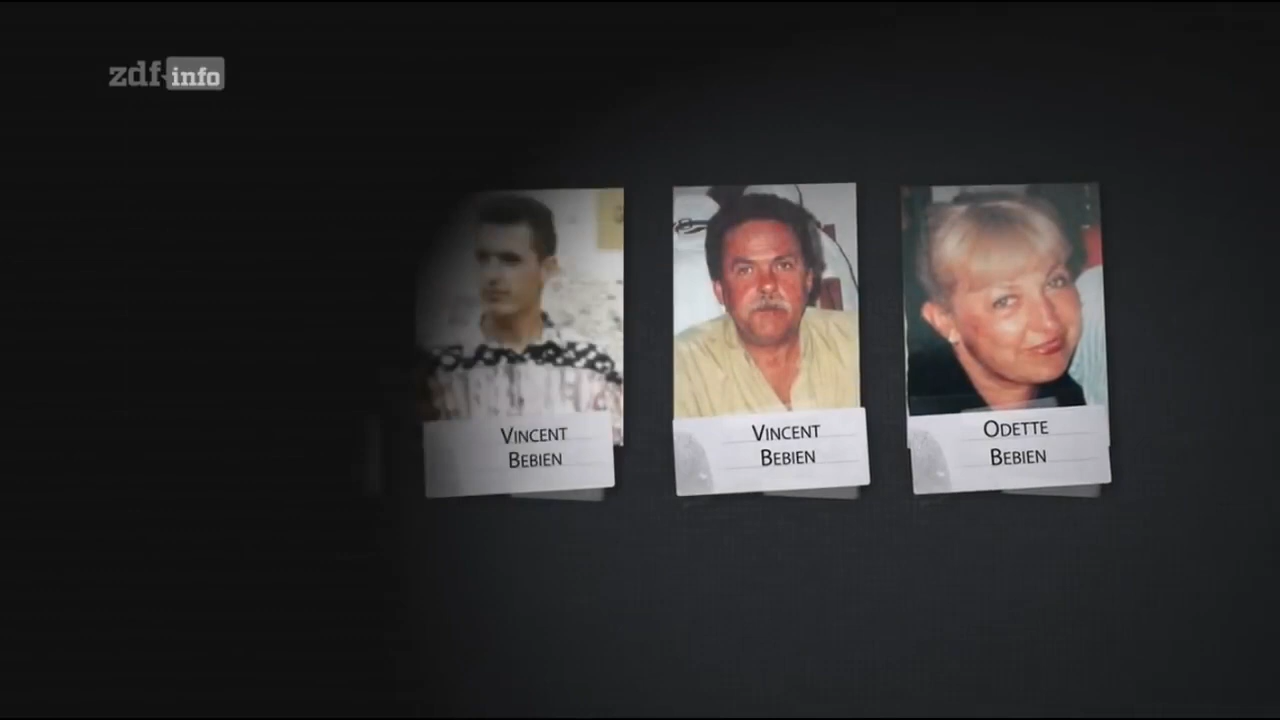 zdf info
VINCENT
BEBIEN
VINCENT
BEBIEN
ODETTE
BEBIEN